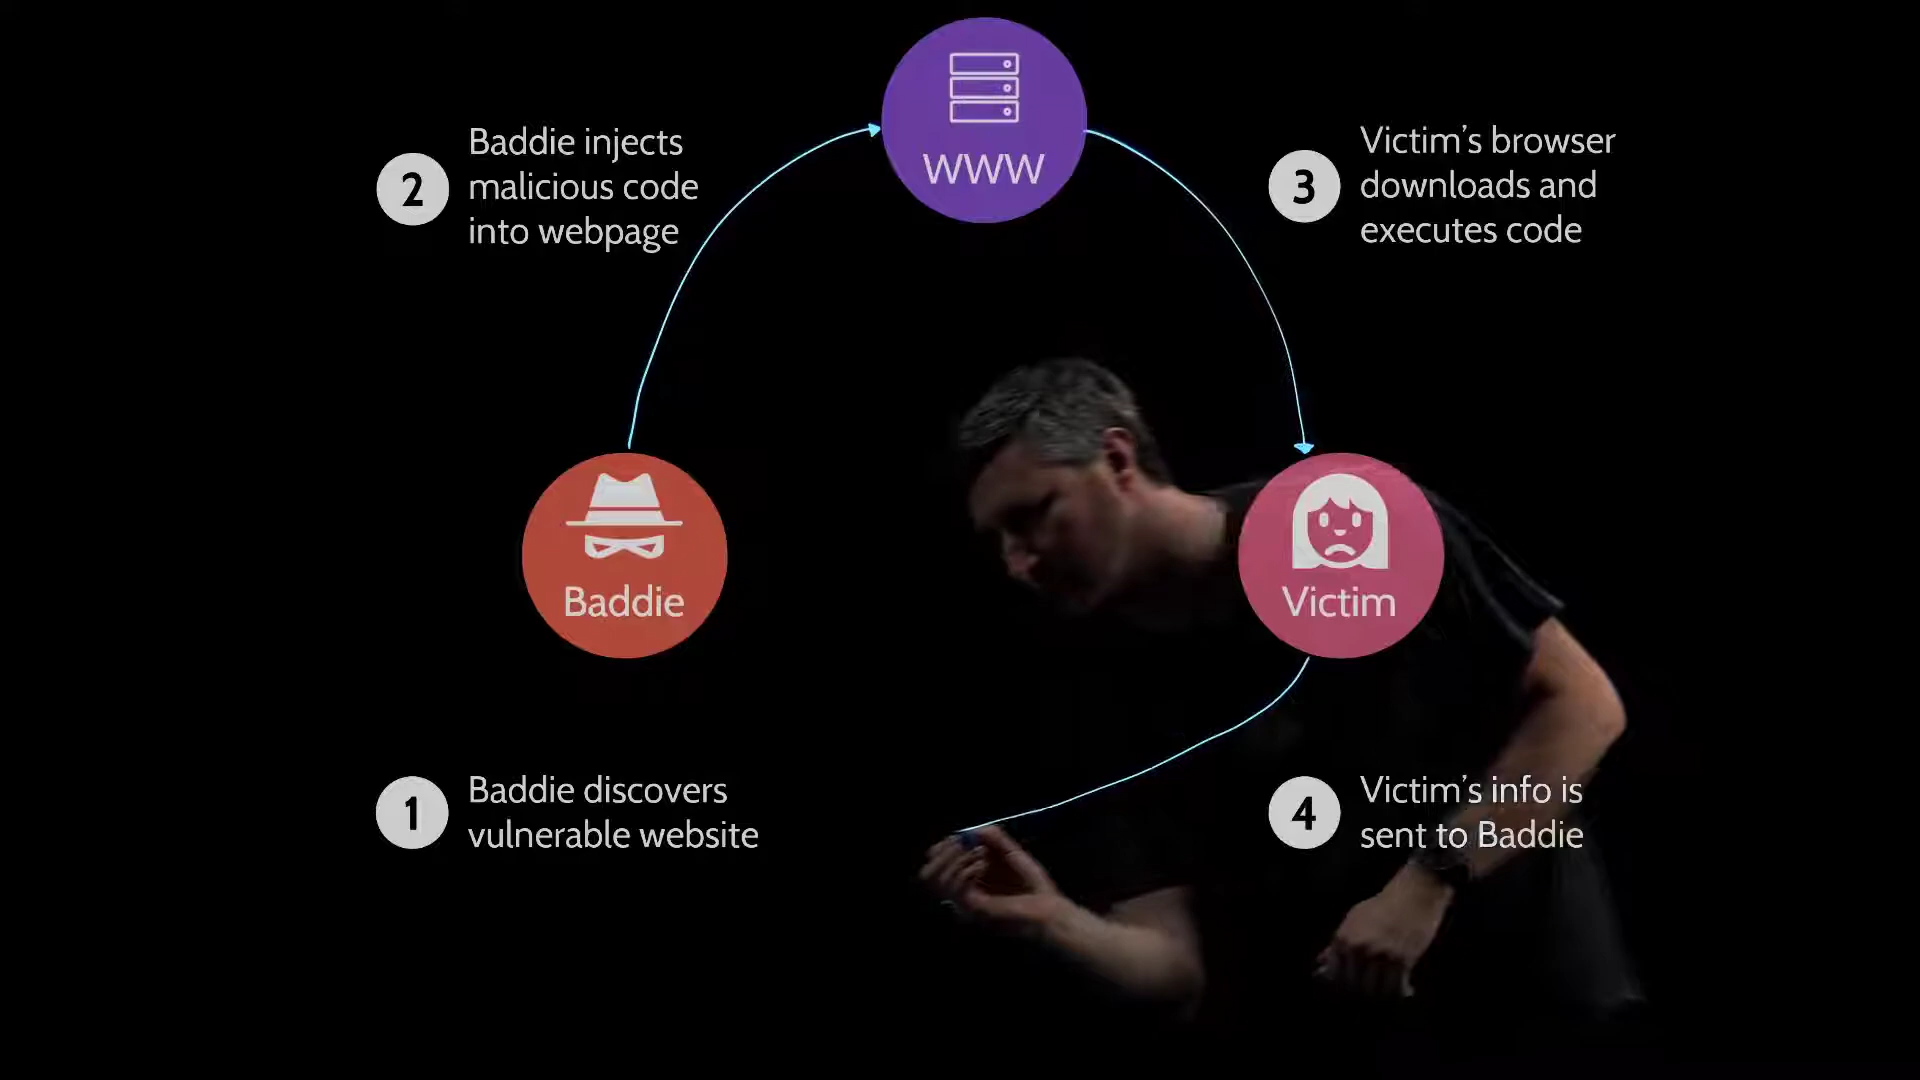 WWW
2
Baddie injects
malicious code
into webpage
3
Victim's browser
downloads and
executes code
Baddie
Victim
1
Baddie discovers
vulnerable website
4
Victim's info is
sent to Baddie